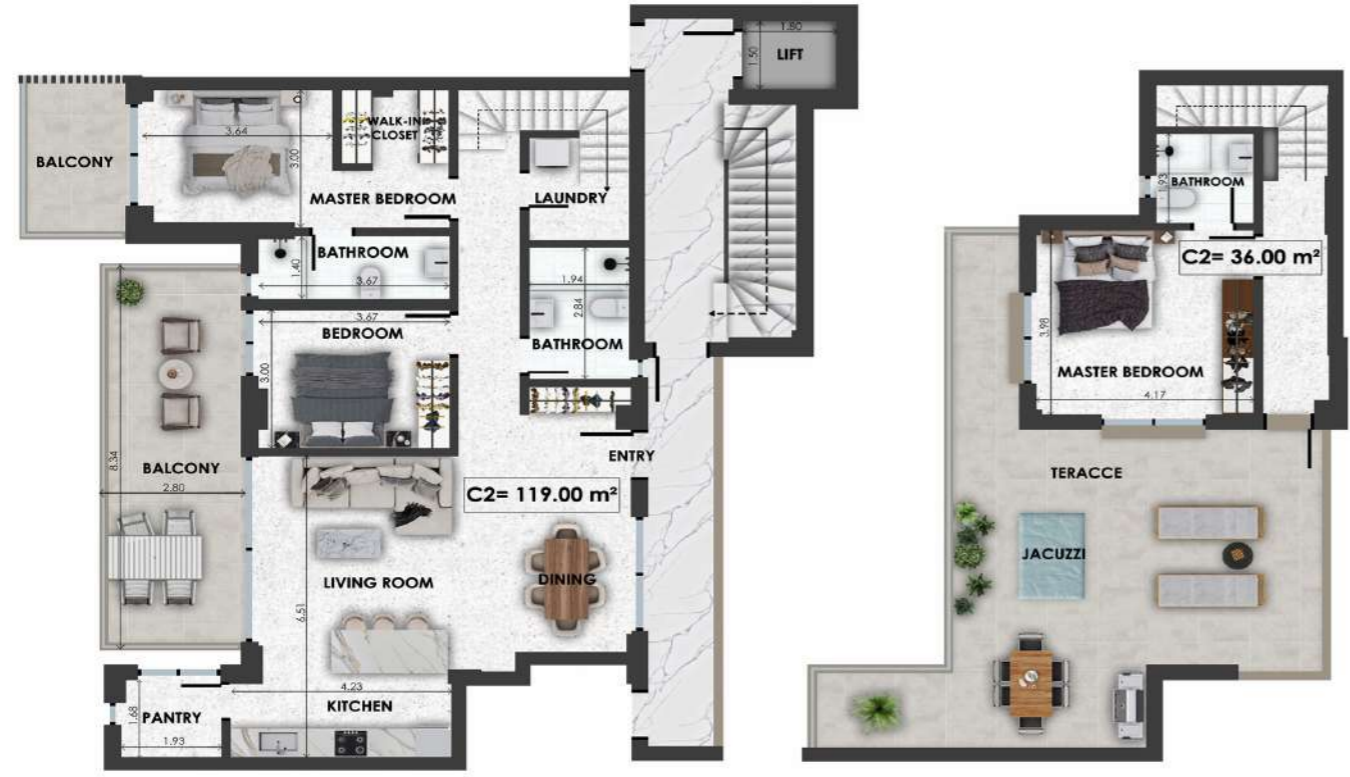 1.80
1.50
LIFT
3.64
3.00
WALK-IN
CLOSET
BALCONY
MASTER BEDROOM
LAUNDRY
BATHROOM
1.40
3.67
1.94
2.84
3.67
BEDROOM
BATHROOM
3.00
ENTRY
8.34
BALCONY
2.80
C2= 119.00 m²
LIVING ROOM
DINING
6.51
4.23
KITCHEN
PANTRY
1.68
1.93
1.93
BATHROOM
C2= 36.00 m²
3.98
MASTER BEDROOM
4.17
TERACCE
JACUZZI